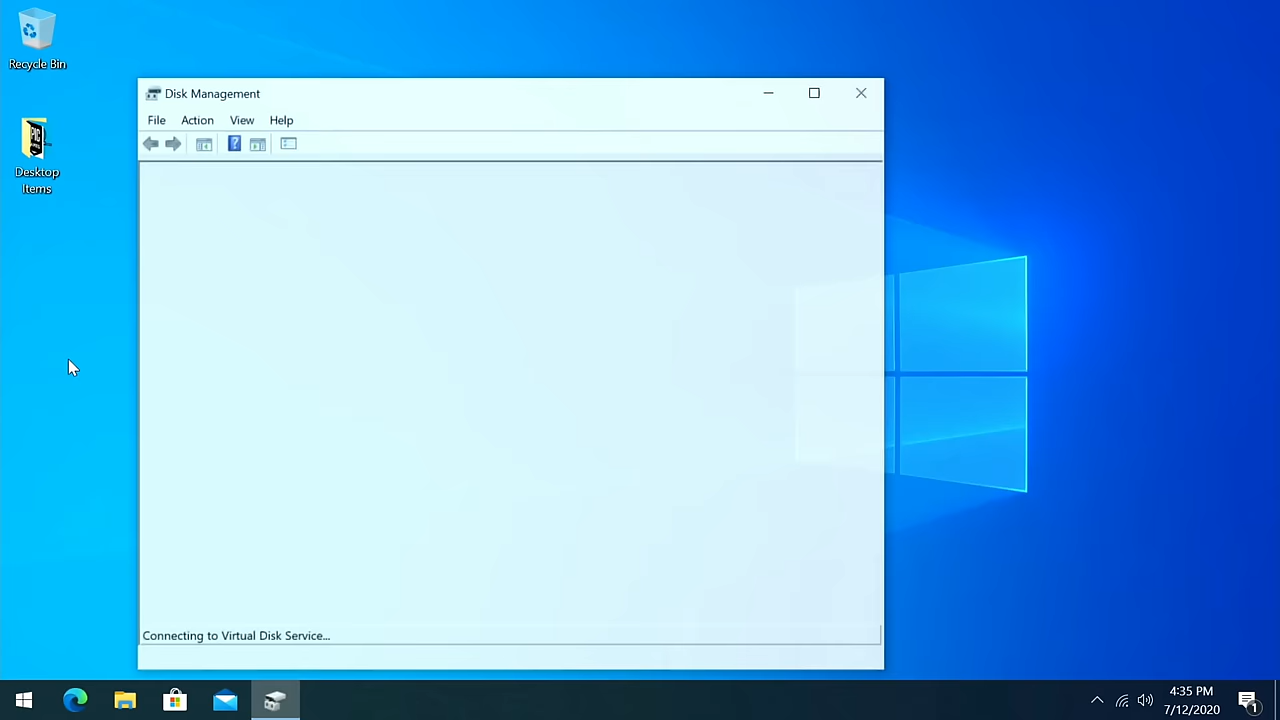 Recycle Bin
Desktop
Items
Disk Management
File Action View Help
Connecting to Virtual Disk Service...
4:35 PM
7/12/2020
1